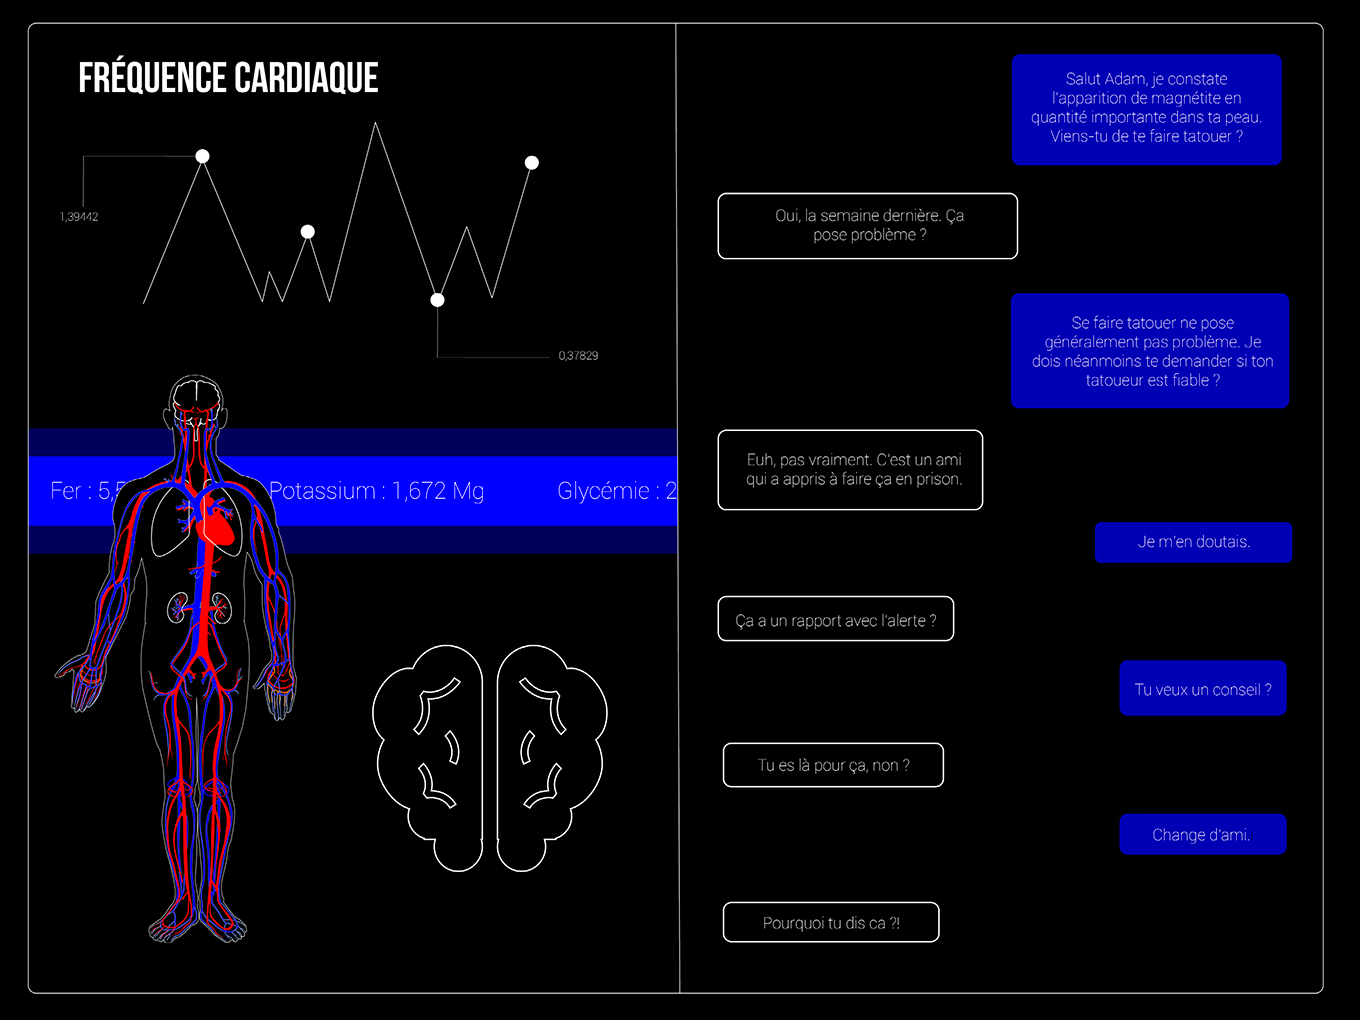 FRÉQUENCE CARDIAQUE
1,39442
0,37829
Fer : 5,5 Potassium : 1,672 Mg Glycémie : 2
Salut Adam, je constate
l'apparition de magnétite en
quantité importante dans ta peau.
Viens-tu de te faire tatouer ?
Oui, la semaine dernière. Ça
pose problème ?
Se faire tatouer ne pose
généralement pas problème. Je
dois néanmoins te demander si ton
tatoueur est fiable ?
Euh, pas vraiment. C'est un ami
qui a appris à faire ça en prison.
Je m'en doutais.
Ça a un rapport avec l'alerte ?
Tu veux un conseil ?
Tu es là pour ça, non ?
Change d'ami.
Pourquoi tu dis ca ?!